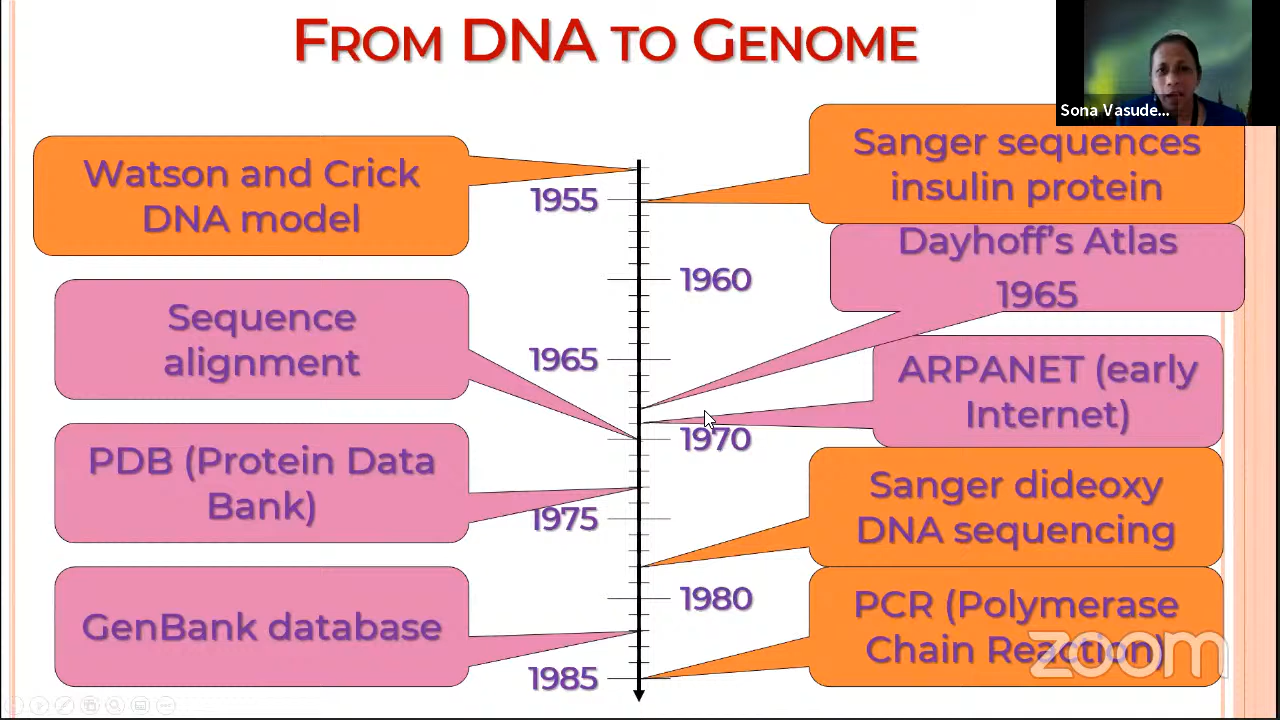 FROM DNA TO GENOME
Sona Vasude...
Watson and Crick
DNA model
1955
Sanger sequences
insulin protein
Dayhoff's Atlas
1965
1960
Sequence
alignment
1965
ARPANET (early
Internet)
1970
PDB (Protein Data
Bank)
1975
Sanger dideoxy
DNA sequencing
1980
GenBank database
PCR (Polymerase
Chain Reaction)
1985
zoom